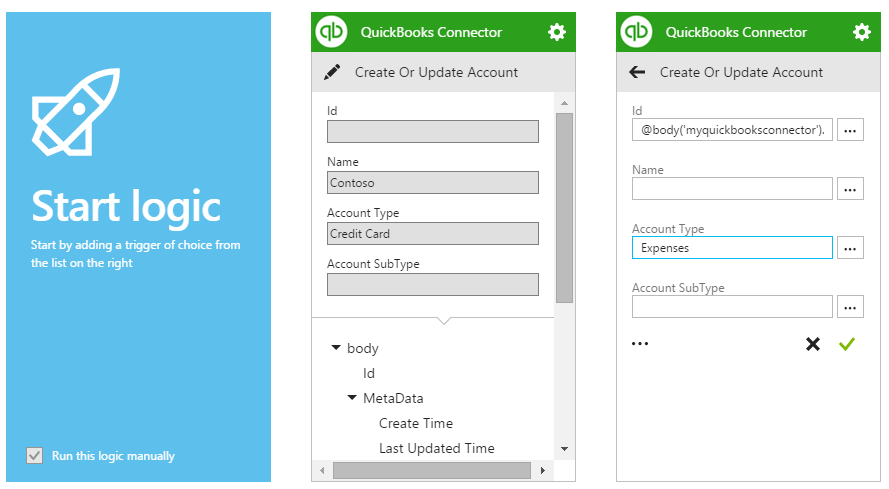 Start logic
Start by adding a trigger of choice from
the list on the right
Run this logic manually
qb QuickBooks Connector
Create Or Update Account
Id
Name
Contoso
Account Type
Credit Card
Account SubType
body
Id
MetaData
Create Time
Last Updated Time
qb QuickBooks Connector
Create Or Update Account
Id
@body('myquickbooksconnector').
...
Name
...
Account Type
Expenses
...
Account SubType
...
...